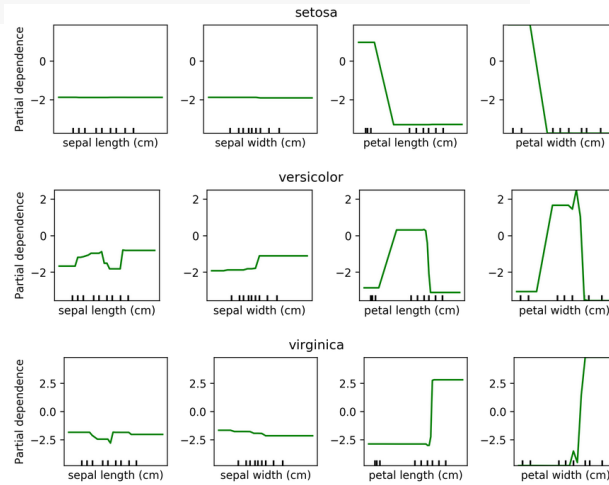 setosa
Partial dependence
0
−2
0
−2
0
−2
0
−2
sepal length (cm)
sepal width (cm)
petal length (cm)
petal width (cm)
versicolor
Partial dependence
2
0
−2
2
0
−2
2
0
−2
2
0
−2
sepal length (cm)
sepal width (cm)
petal length (cm)
petal width (cm)
virginica
Partial dependence
2.5
0.0
−2.5
2.5
0.0
−2.5
2.5
0.0
−2.5
2.5
0.0
−2.5
sepal length (cm)
sepal width (cm)
petal length (cm)
petal width (cm)